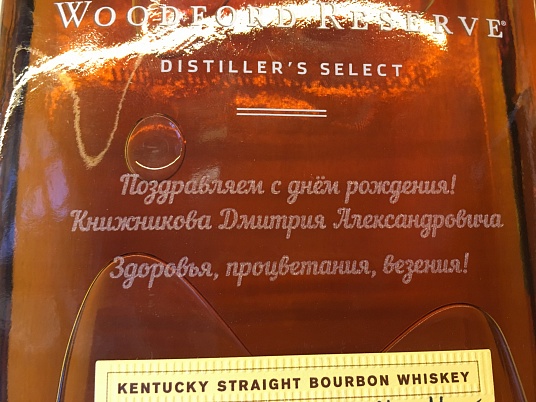 WOODFORD RESERVE®
DISTILLER'S SELECT
Поздравляем с днём рождения!
Книжникова Дмитрия Александровича
Здоровья, процветания, везения!
KENTUCKY STRAIGHT BOURBON WHISKEY